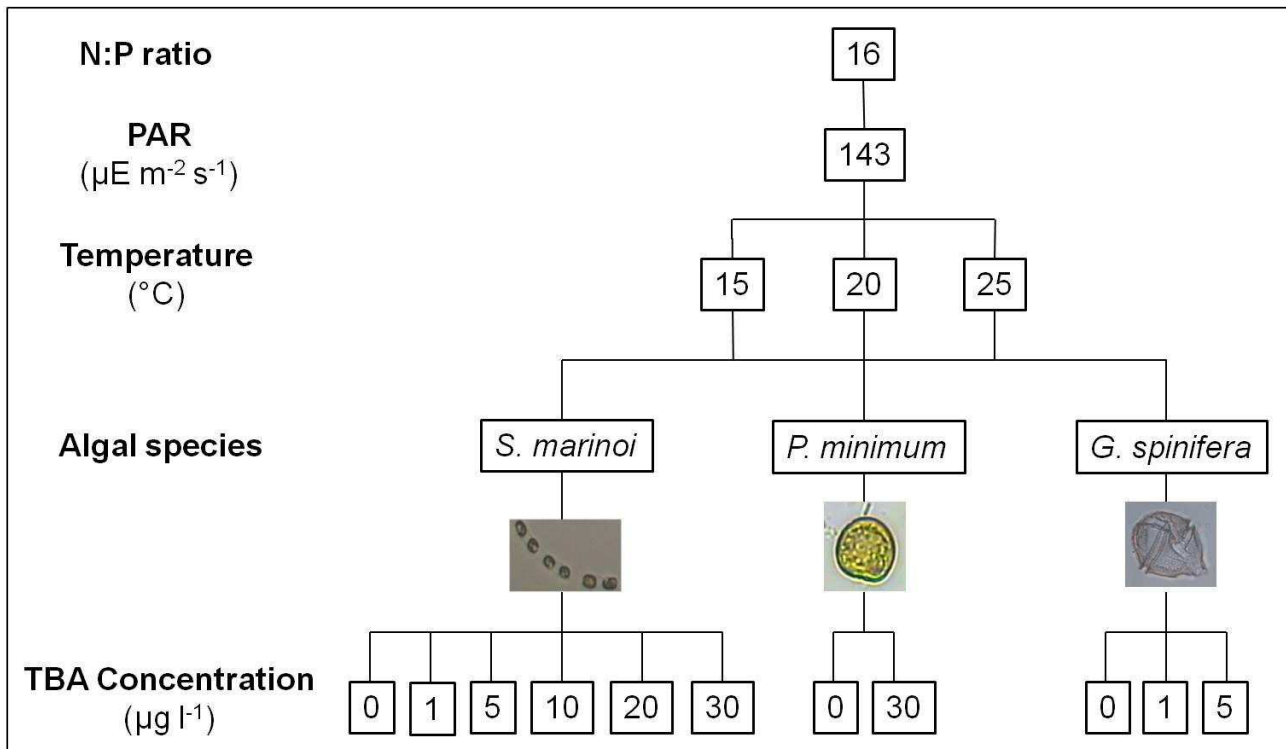 N:P ratio
16
PAR
(µE m⁻² s⁻¹)
143
Temperature
(°C)
15 20 25
Algal species
S. marinoi P. minimum G. spinifera
TBA Concentration
(µg l⁻¹)
0 1 5 10 20 30 0 30 0 1 5